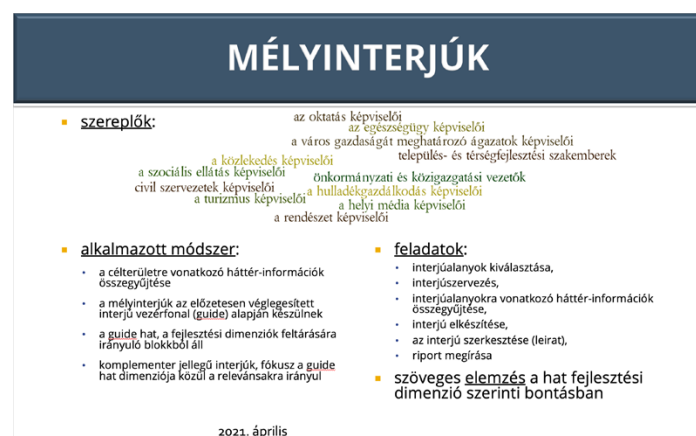 MÉLYINTERJÚK
szereplők:
az oktatás képviselői
az egészségügy képviselői
a város gazdaságát meghatározó ágazatok képviselői
a közlekedés képviselői
település- és térségfejlesztési szakemberek
a szociális ellátás képviselői
önkormányzati és közigazgatási vezetők
civil szervezetek képviselői
a hulladékgazdálkodás képviselői
a turizmus képviselői
a helyi média képviselői
a rendészet képviselői
alkalmazott módszer:
a célterületre vonatkozó háttér-információk
összegyűjtése
a mélyinterjúk az előzetesen véglegesített
interjú vezérfonal (guide) alapján készülnek
a guide hat, a fejlesztési dimenziók feltárására
irányuló blokkból áll
komplementer jellegű interjúk, fókusz a guide
hat dimenziója közül a relevánsakra irányul
feladatok:
interjúalanyok kiválasztása,
interjúszervezés,
interjúalanyokra vonatkozó háttér-információk
összegyűjtése,
interjú elkészítése,
az interjú szerkesztése (leirat),
riport megírása
szöveges elemzés a hat fejlesztési
dimenzió szerinti bontásban
2021. április